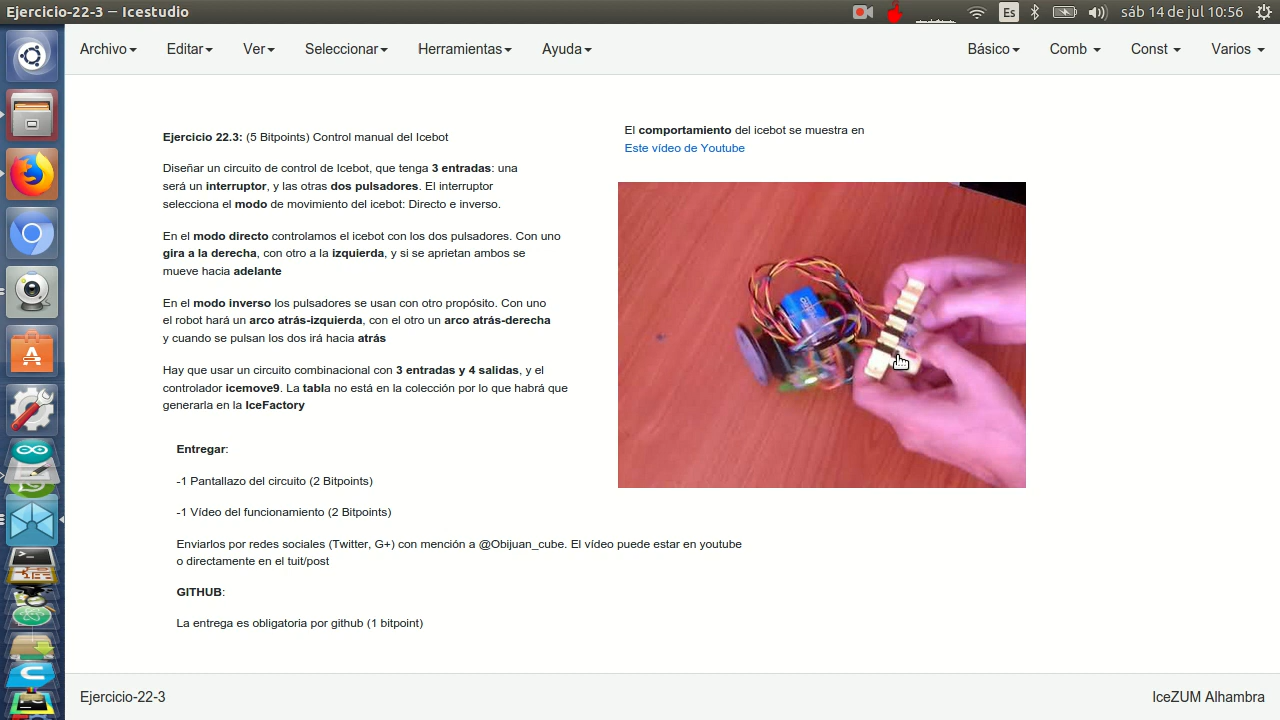 Ejercicio-22-3 — Icestudio
Es
sáb 14 de jul 10:56
Archivo
Editar
Ver
Seleccionar
Herramientas
Ayuda
Básico
Comb
Const
Varios
Ejercicio 22.3: (5 Bitpoints) Control manual del Icebot
Diseñar un circuito de control de Icebot, que tenga 3 entradas: una
será un interruptor, y las otras dos pulsadores. El interruptor
selecciona el modo de movimiento del icebot: Directo e inverso.
En el modo directo controlamos el icebot con los dos pulsadores. Con uno
gira a la derecha, con otro a la izquierda, y si se aprietan ambos se
mueve hacia adelante
En el modo inverso los pulsadores se usan con otro propósito. Con uno
el robot hará un arco atrás-izquierda, con el otro un arco atrás-derecha
y cuando se pulsan los dos irá hacia atrás
Hay que usar un circuito combinacional con 3 entradas y 4 salidas, y el
controlador icemove9. La tabla no está en la colección por lo que habrá que
generarla en la IceFactory
Entregar:
-1 Pantallazo del circuito (2 Bitpoints)
-1 Vídeo del funcionamiento (2 Bitpoints)
Enviarlos por redes sociales (Twitter, G+) con mención a @Obijuan_cube. El vídeo puede estar en youtube
o directamente en el tuit/post
GITHUB:
La entrega es obligatoria por github (1 bitpoint)
El comportamiento del icebot se muestra en
Este vídeo de Youtube
Ejercicio-22-3
IceZUM Alhambra